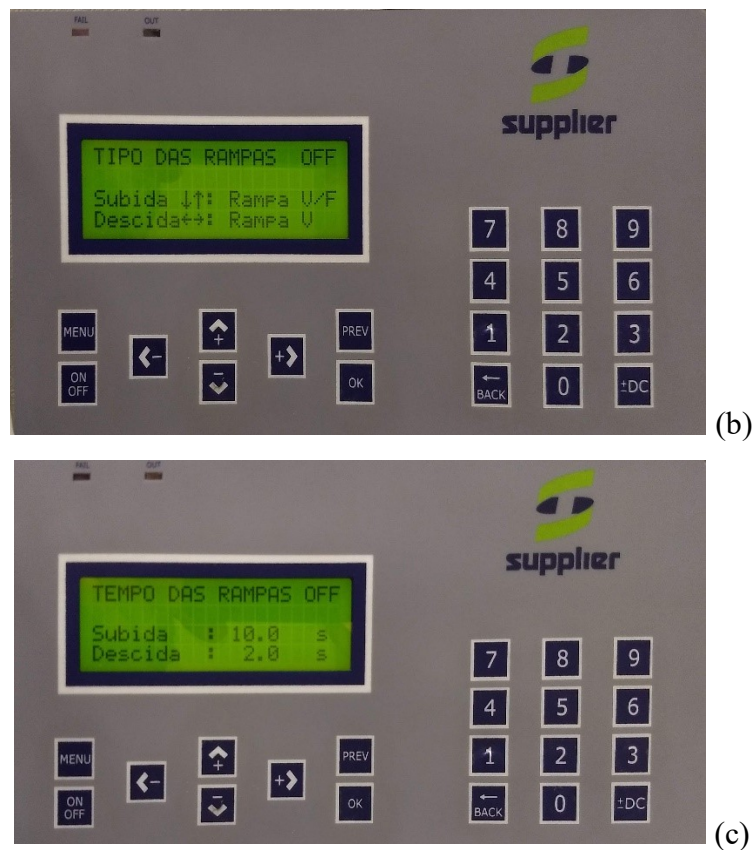 FAIL OUT
supplier
TIPO DAS RAMPAS OFF
Subida ↓↑: Rampa V/F
Descida↔: Rampa V
7 8 9
4 5 6
MENU + PREV 1 2 3
- +
ON OFF - OK ← BACK 0 ±DC
(b)
FAIL OUT
supplier
TEMPO DAS RAMPAS OFF
Subida : 10.0 s
Descida : 2.0 s
7 8 9
4 5 6
MENU + PREV 1 2 3
- +
ON OFF - OK ← BACK 0 ±DC
(c)